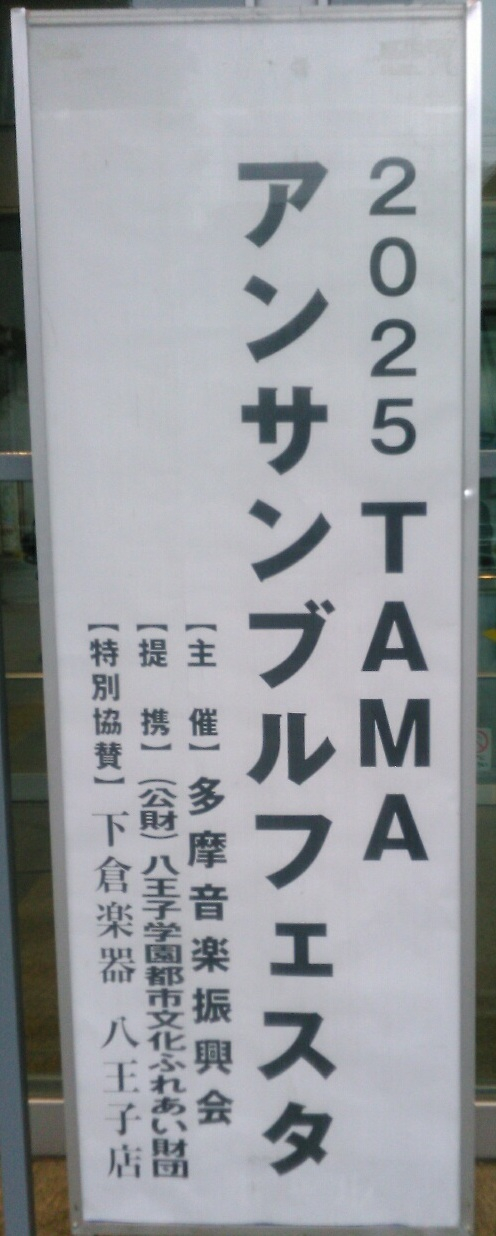 2025 TAMA
アンサンブルフェスタ
【主 催】 多摩音楽振興会
【提 携】 (公財)八王子学園都市文化ふれあい財団
【特別協賛】 下倉楽器 八王子店